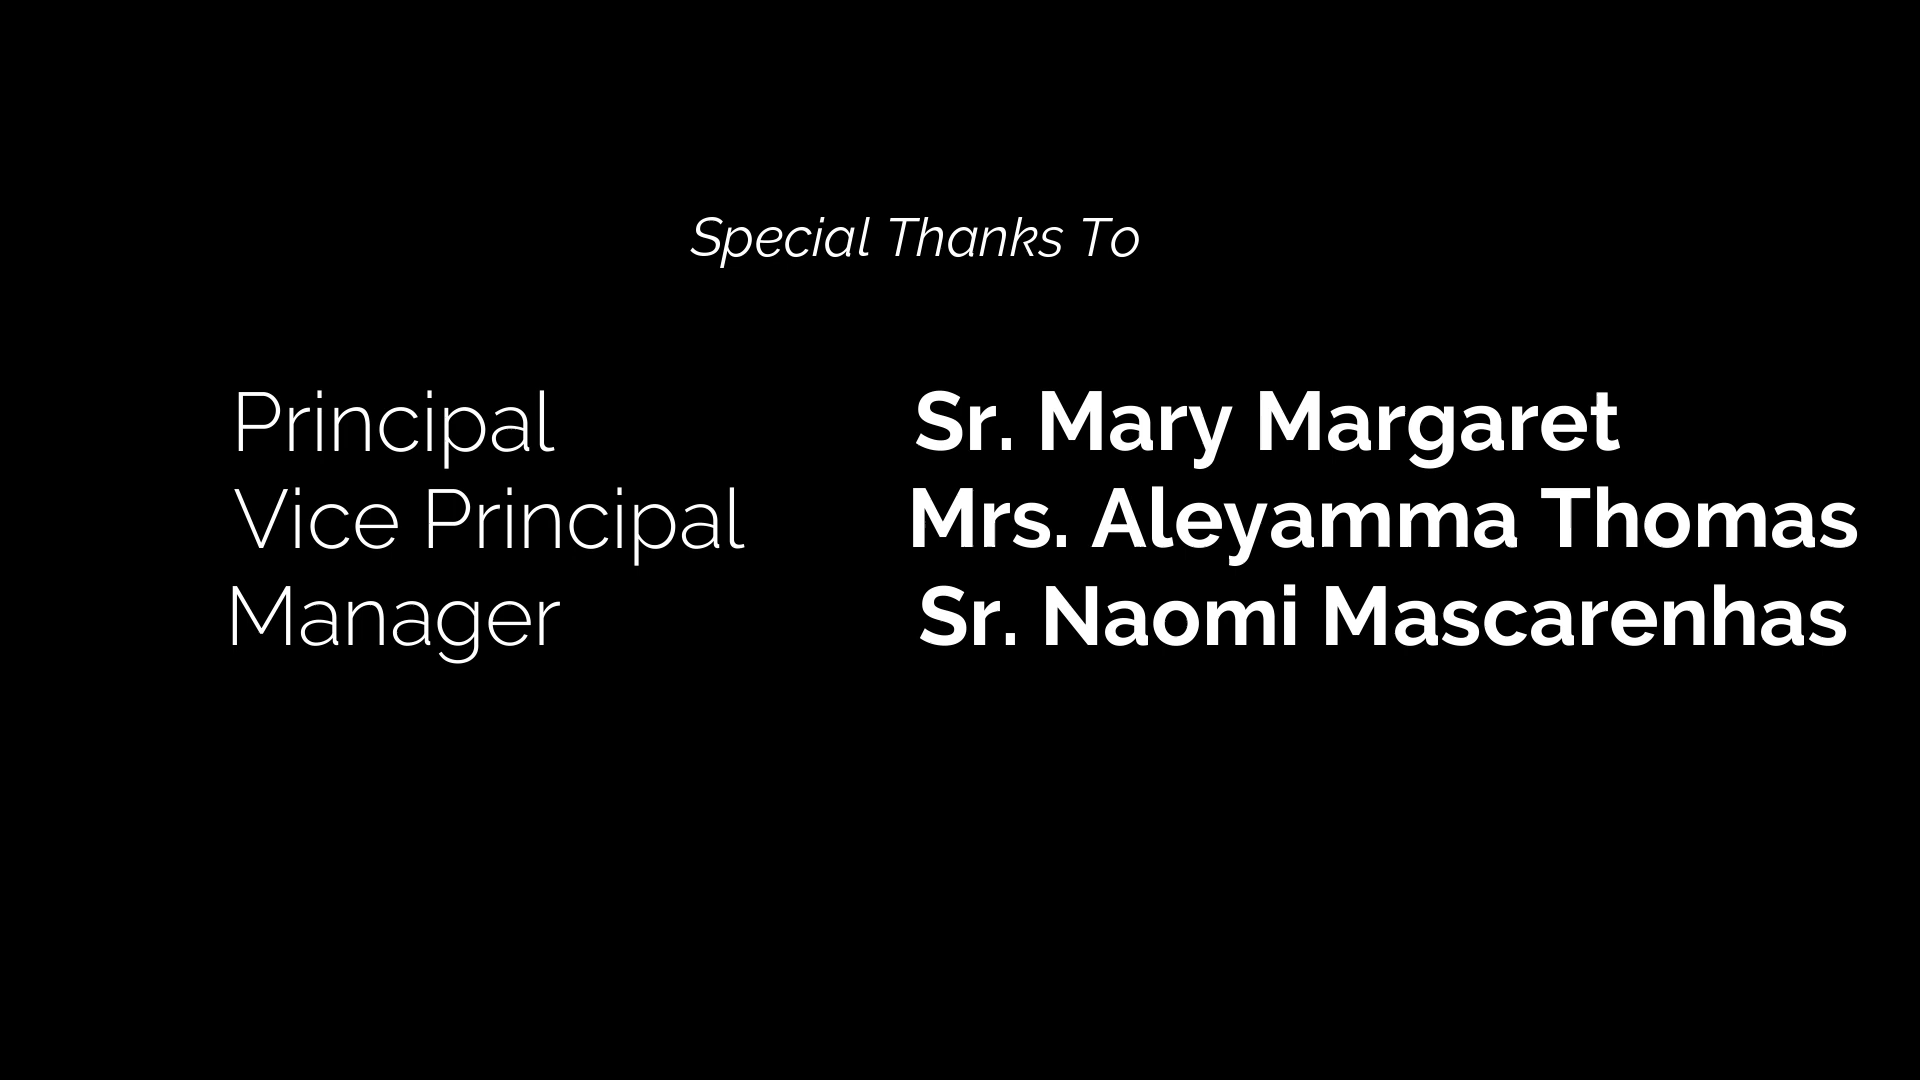 Special Thanks To
Principal Sr. Mary Margaret
Vice Principal Mrs. Aleyamma Thomas
Manager Sr. Naomi Mascarenhas